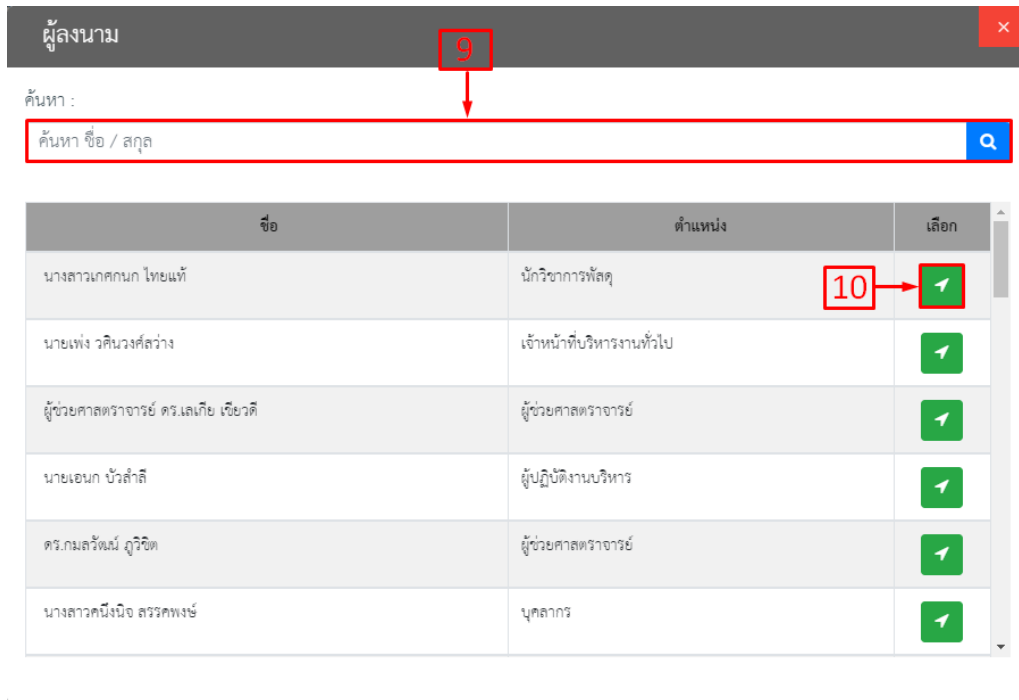 ผู้ลงนาม
×
9
ค้นหา :
ค้นหา ชื่อ / สกุล
ชื่อ ตำแหน่ง เลือก
นางสาวเกศกนก ไทยแท้ นักวิชาการพัสดุ 10
นายเพ่ง วศินวงศ์สว่าง เจ้าหน้าที่บริหารงานทั่วไป
ผู้ช่วยศาสตราจารย์ ดร.เลเกีย เขียวดี ผู้ช่วยศาสตราจารย์
นายเอนก บัวสำลี ผู้ปฏิบัติงานบริหาร
ดร.กมลวัฒน์ ภูวิชิต ผู้ช่วยศาสตราจารย์
นางสาวคนึงนิจ สรรคพงษ์ บุคลากร